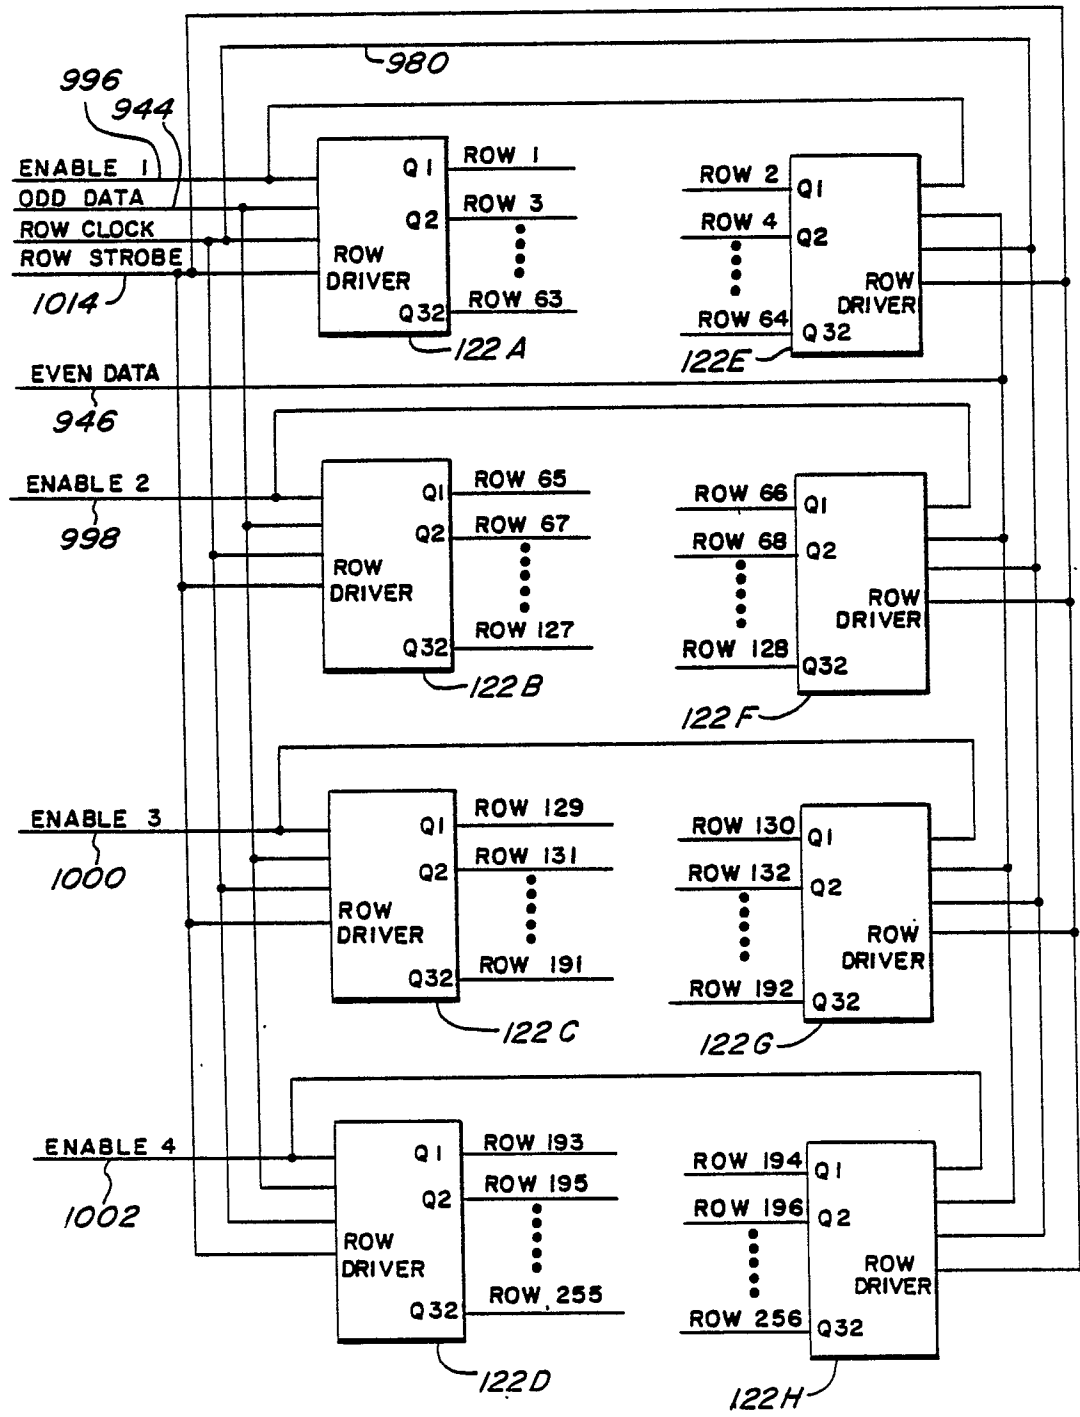 980
996
944
ENABLE 1
ODD DATA
ROW CLOCK
ROW STROBE
1014
Q1
ROW 1
Q2
ROW 3
ROW
DRIVER
Q32
ROW 63
122A
ROW 2
Q1
ROW 4
Q2
ROW
DRIVER
ROW 64
Q32
122E
EVEN DATA
946
ENABLE 2
998
Q1
ROW 65
Q2
ROW 67
ROW
DRIVER
Q32
ROW 127
122B
ROW 66
Q1
ROW 68
Q2
ROW
DRIVER
ROW 128
Q32
122F
ENABLE 3
1000
Q1
ROW 129
Q2
ROW 131
ROW
DRIVER
Q32
ROW 191
122C
ROW 130
Q1
ROW 132
Q2
ROW
DRIVER
ROW 192
Q32
122G
ENABLE 4
1002
Q1
ROW 193
Q2
ROW 195
ROW
DRIVER
Q32
ROW 255
122D
ROW 194
Q1
ROW 196
Q2
ROW
DRIVER
ROW 256
Q32
122H